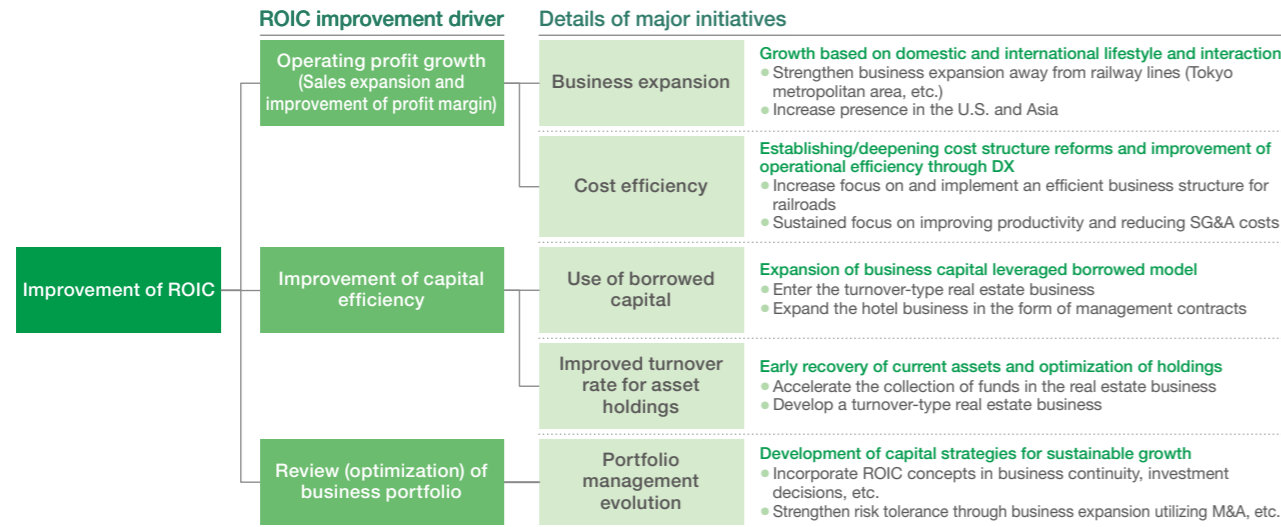 ROIC improvement driver
Details of major initiatives
Improvement of ROIC
Operating profit growth
(Sales expansion and
improvement of profit margin)
Business expansion
Growth based on domestic and international lifestyle and interaction
● Strengthen business expansion away from railway lines (Tokyo
metropolitan area, etc.)
● Increase presence in the U.S. and Asia
Cost efficiency
Establishing/deepening cost structure reforms and improvement of
operational efficiency through DX
● Increase focus on and implement an efficient business structure for
railroads
● Sustained focus on improving productivity and reducing SG&A costs
Improvement of capital
efficiency
Use of borrowed
capital
Expansion of business capital leveraged borrowed model
● Enter the turnover-type real estate business
● Expand the hotel business in the form of management contracts
Improved turnover
rate for asset
holdings
Early recovery of current assets and optimization of holdings
● Accelerate the collection of funds in the real estate business
● Develop a turnover-type real estate business
Review (optimization) of
business portfolio
Portfolio
management
evolution
Development of capital strategies for sustainable growth
● Incorporate ROIC concepts in business continuity, investment
decisions, etc.
● Strengthen risk tolerance through business expansion utilizing M&A, etc.